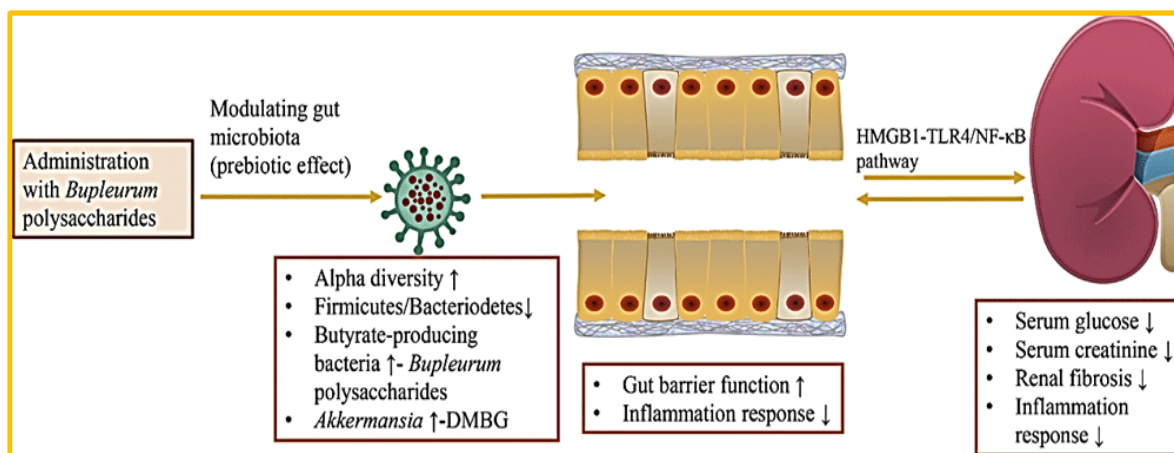 Administration
with Bupleurum
polysaccharides
Modulating gut
microbiota
(prebiotic effect)
• Alpha diversity ↑
• Firmicutes/Bacteriodetes↓
• Butyrate-producing
bacteria ↑- Bupleurum
polysaccharides
• Akkermansia ↑-DMBG
• Gut barrier function ↑
• Inflammation response ↓
HMGB1-TLR4/NF-κB
pathway
• Serum glucose ↓
• Serum creatinine ↓
• Renal fibrosis ↓
• Inflammation
response ↓